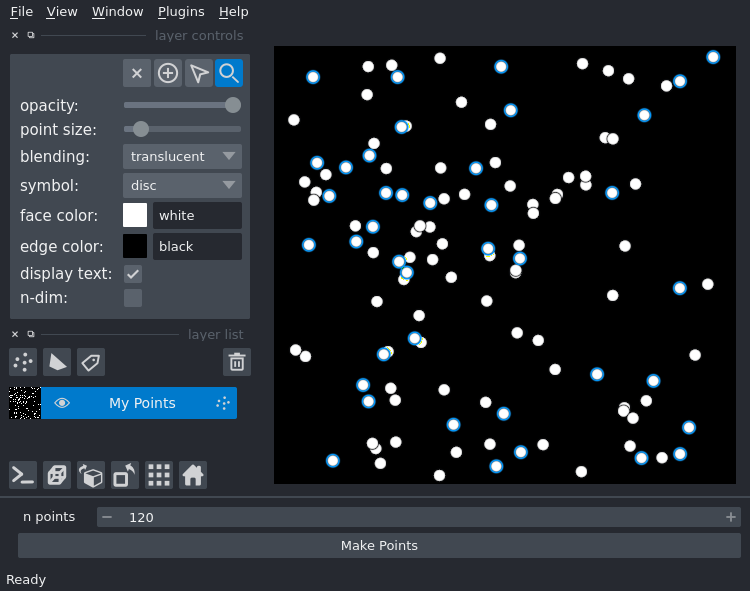 File View Window Plugins Help
layer controls
opacity:
point size:
blending: translucent
symbol: disc
face color: white
edge color: black
display text:
n-dim:
layer list
My Points
n points 120
Make Points
Ready